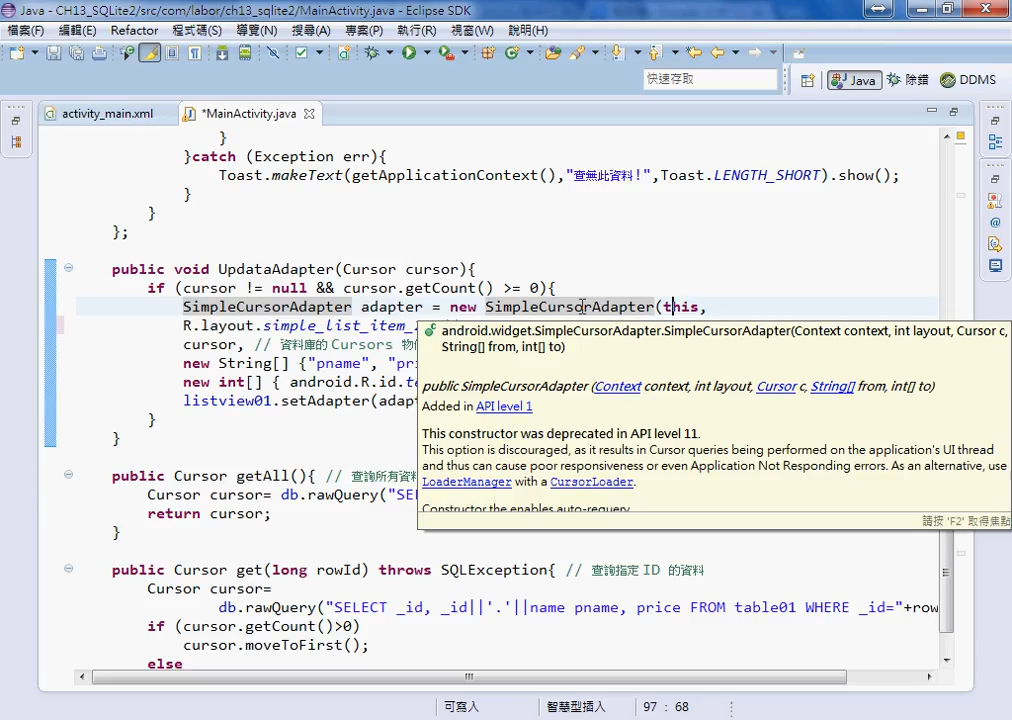 Java - CH13_SQLite2/src/com/labor/ch13_sqlite2/MainActivity.java - Eclipse SDK
檔案(F) 編輯(E) Refactor 程式碼(S) 導覽(N) 搜尋(A) 專案(P) 執行(R) 視窗(W) 說明(H)
快速存取 Java 除錯 DDMS
activity_main.xml *MainActivity.java
}
}catch (Exception err){
Toast.makeText(getApplicationContext(),"查無此資料!",Toast.LENGTH_SHORT).show();
}
}
};
public void UpdataAdapter(Cursor cursor){
if (cursor != null && cursor.getCount() >= 0){
SimpleCursorAdapter adapter = new SimpleCursorAdapter(this,
R.layout.simple_list_item_
cursor, // 資料庫的 Cursors 物
new String[] {"pname", "pri
new int[] { android.R.id.te
listview01.setAdapter(adapt
}
}
android.widget.SimpleCursorAdapter.SimpleCursorAdapter(Context context, int layout, Cursor c,
String[] from, int[] to)
public SimpleCursorAdapter (Context context, int layout, Cursor c, String[] from, int[] to)
Added in API level 1
This constructor was deprecated in API level 11.
This option is discouraged, as it results in Cursor queries being performed on the application's UI thread
and thus can cause poor responsiveness or even Application Not Responding errors. As an alternative, use
LoaderManager with a CursorLoader.
Constructor the enables auto-requery.
請按 'F2' 取得焦點
public Cursor getAll(){ // 查詢所有資料
Cursor cursor= db.rawQuery("SEL
return cursor;
}
public Cursor get(long rowId) throws SQLException{ // 查詢指定 ID 的資料
Cursor cursor=
db.rawQuery("SELECT _id, _id||'.'||name pname, price FROM table01 WHERE _id="+row
if (cursor.getCount()>0)
cursor.moveToFirst();
else
可寫入 智慧型插入 97 : 68